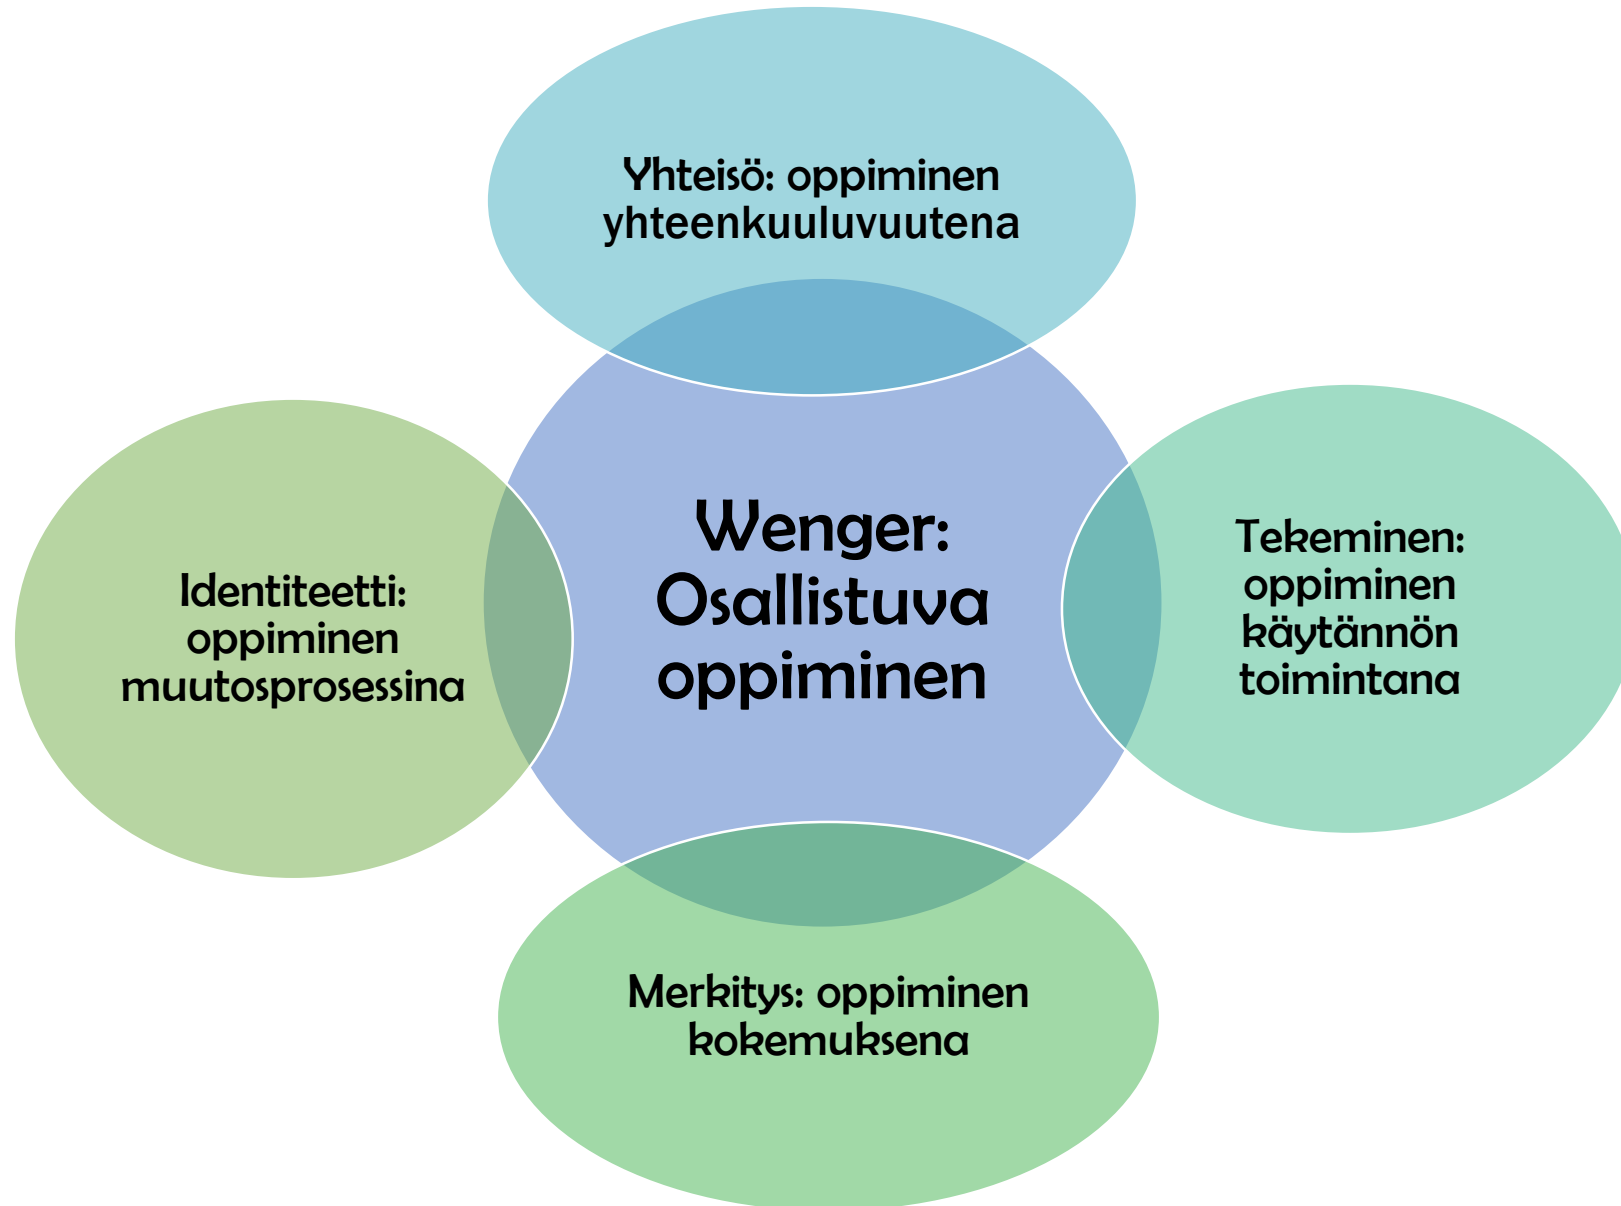 Yhteisö: oppiminen
yhteenkuuluvuutena
Wenger:
Osallistuva
oppiminen
Identiteetti:
oppiminen
muutosprosessina
Tekeminen:
oppiminen
käytännön
toimintana
Merkitys: oppiminen
kokemuksena